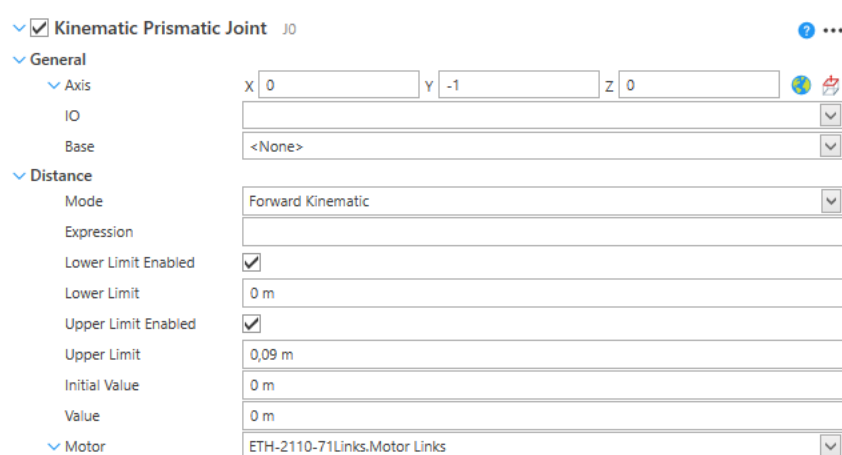 Kinematic Prismatic Joint J0
General
Axis X 0 Y -1 Z 0
IO
Base <None>
Distance
Mode Forward Kinematic
Expression
Lower Limit Enabled
Lower Limit 0 m
Upper Limit Enabled
Upper Limit 0,09 m
Initial Value 0 m
Value 0 m
Motor ETH-2110-71Links.Motor Links